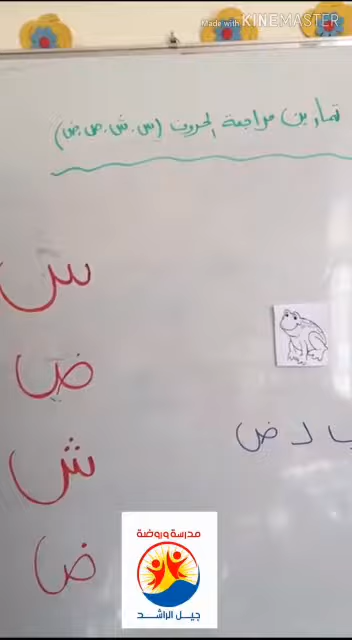 Made with KINEMASTER
تمارين مراجعة الحروف (س. ش. ص. ض)
س
ض
ش
ض
د ض
مدرسة وروضة
جيل الراشد